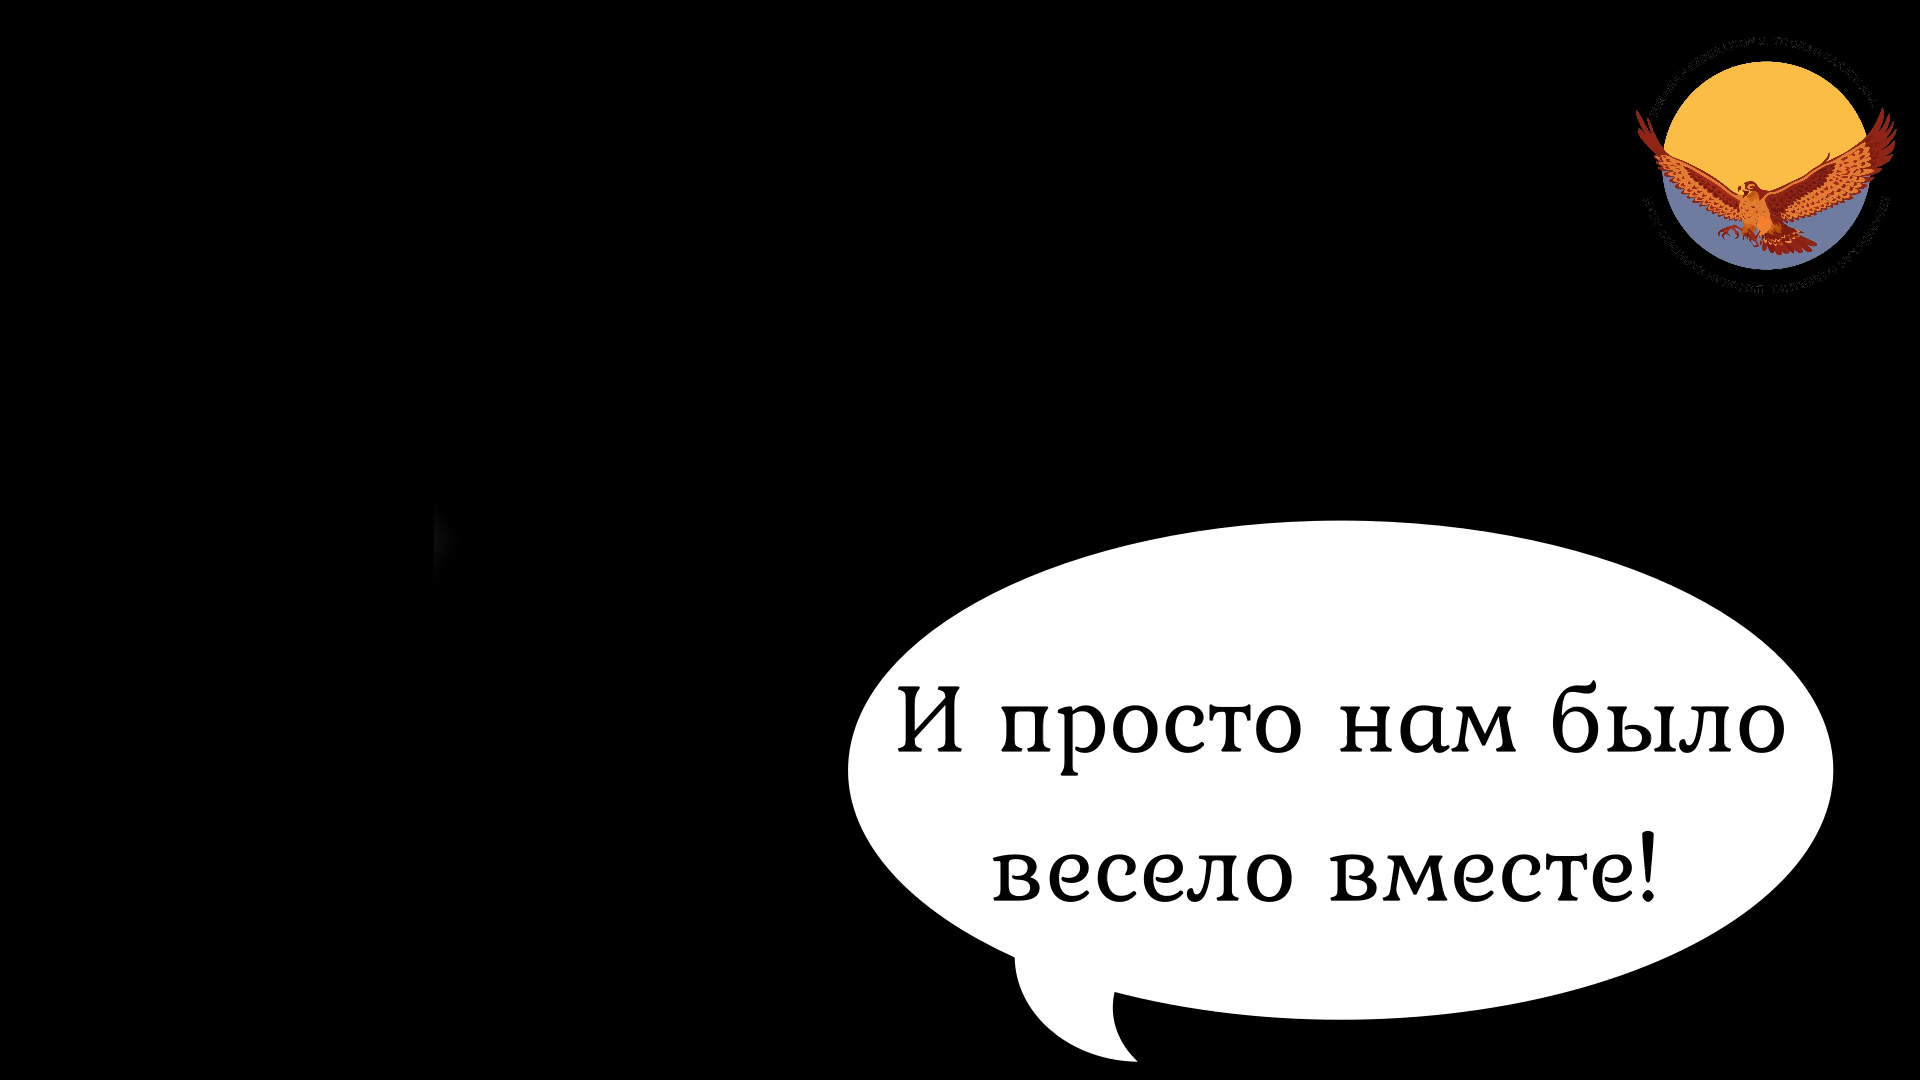 И просто нам было
весело вместе!